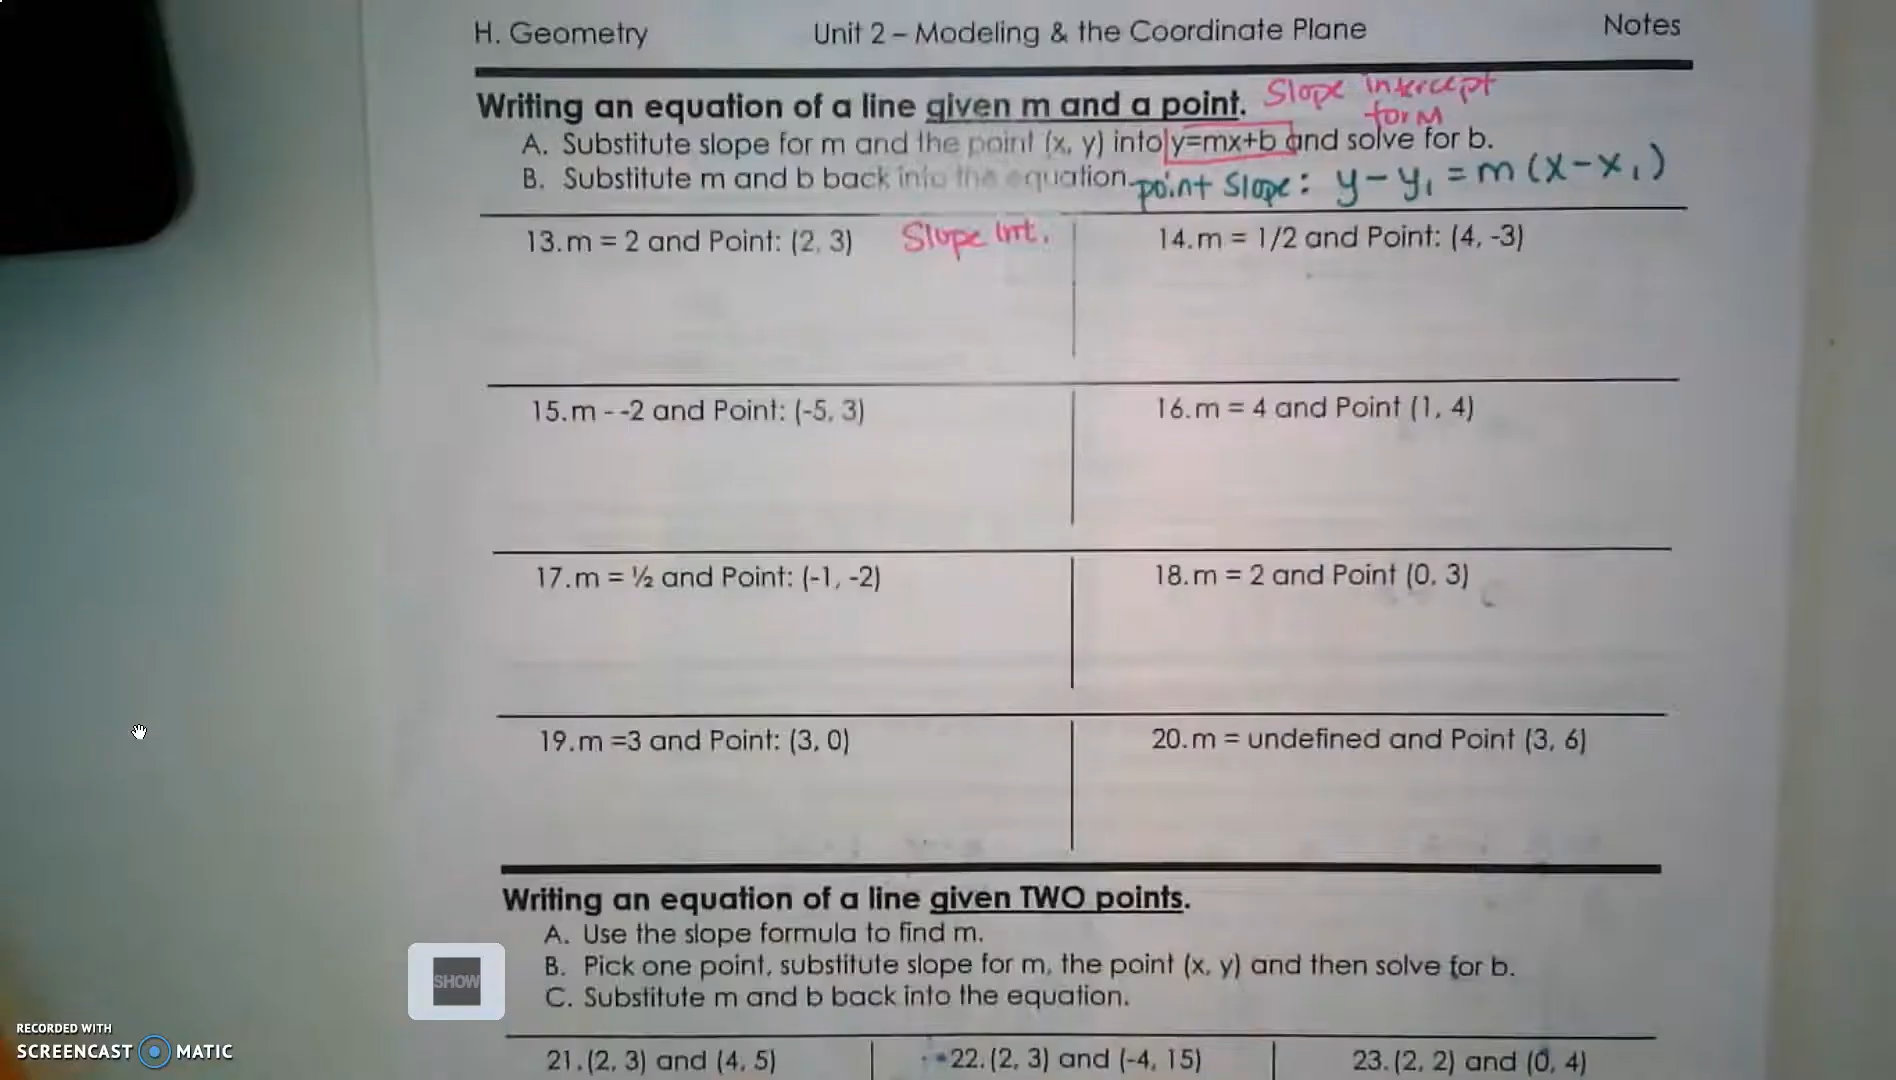 H. Geometry Unit 2 – Modeling & the Coordinate Plane Notes
Writing an equation of a line given m and a point. Slope intercept
form
A. Substitute slope for m and the point (x, y) into y=mx+b and solve for b.
B. Substitute m and b back into the equation. point slope: y - y₁ = m (x - x₁)
13. m = 2 and Point: (2, 3) Slope Int. 14. m = 1/2 and Point: (4, -3)
15. m - -2 and Point: (-5, 3) 16. m = 4 and Point (1, 4)
17. m = ½ and Point: (-1, -2) 18. m = 2 and Point (0, 3)
19. m =3 and Point: (3, 0) 20. m = undefined and Point (3, 6)
Writing an equation of a line given TWO points.
A. Use the slope formula to find m.
B. Pick one point, substitute slope for m, the point (x, y) and then solve for b.
C. Substitute m and b back into the equation.
SHOW
RECORDED WITH
SCREENCAST MATIC
21. (2, 3) and (4, 5) 22. (2, 3) and (-4, 15) 23. (2, 2) and (0, 4)